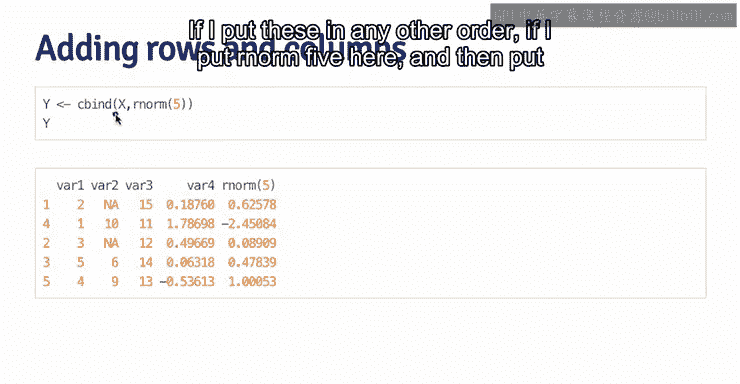 If I put these in any other order, if I
put rnorm five here, and then put
Adding rows and columns
Y <- cbind(X,rnorm(5))
Y
var1 var2 var3 var4 rnorm(5)
1 2 NA 15 0.18760 0.62578
4 1 10 11 1.78698 -2.45084
2 3 NA 12 0.49669 0.08909
3 5 6 14 0.06318 0.47839
5 4 9 13 -0.53613 1.00053